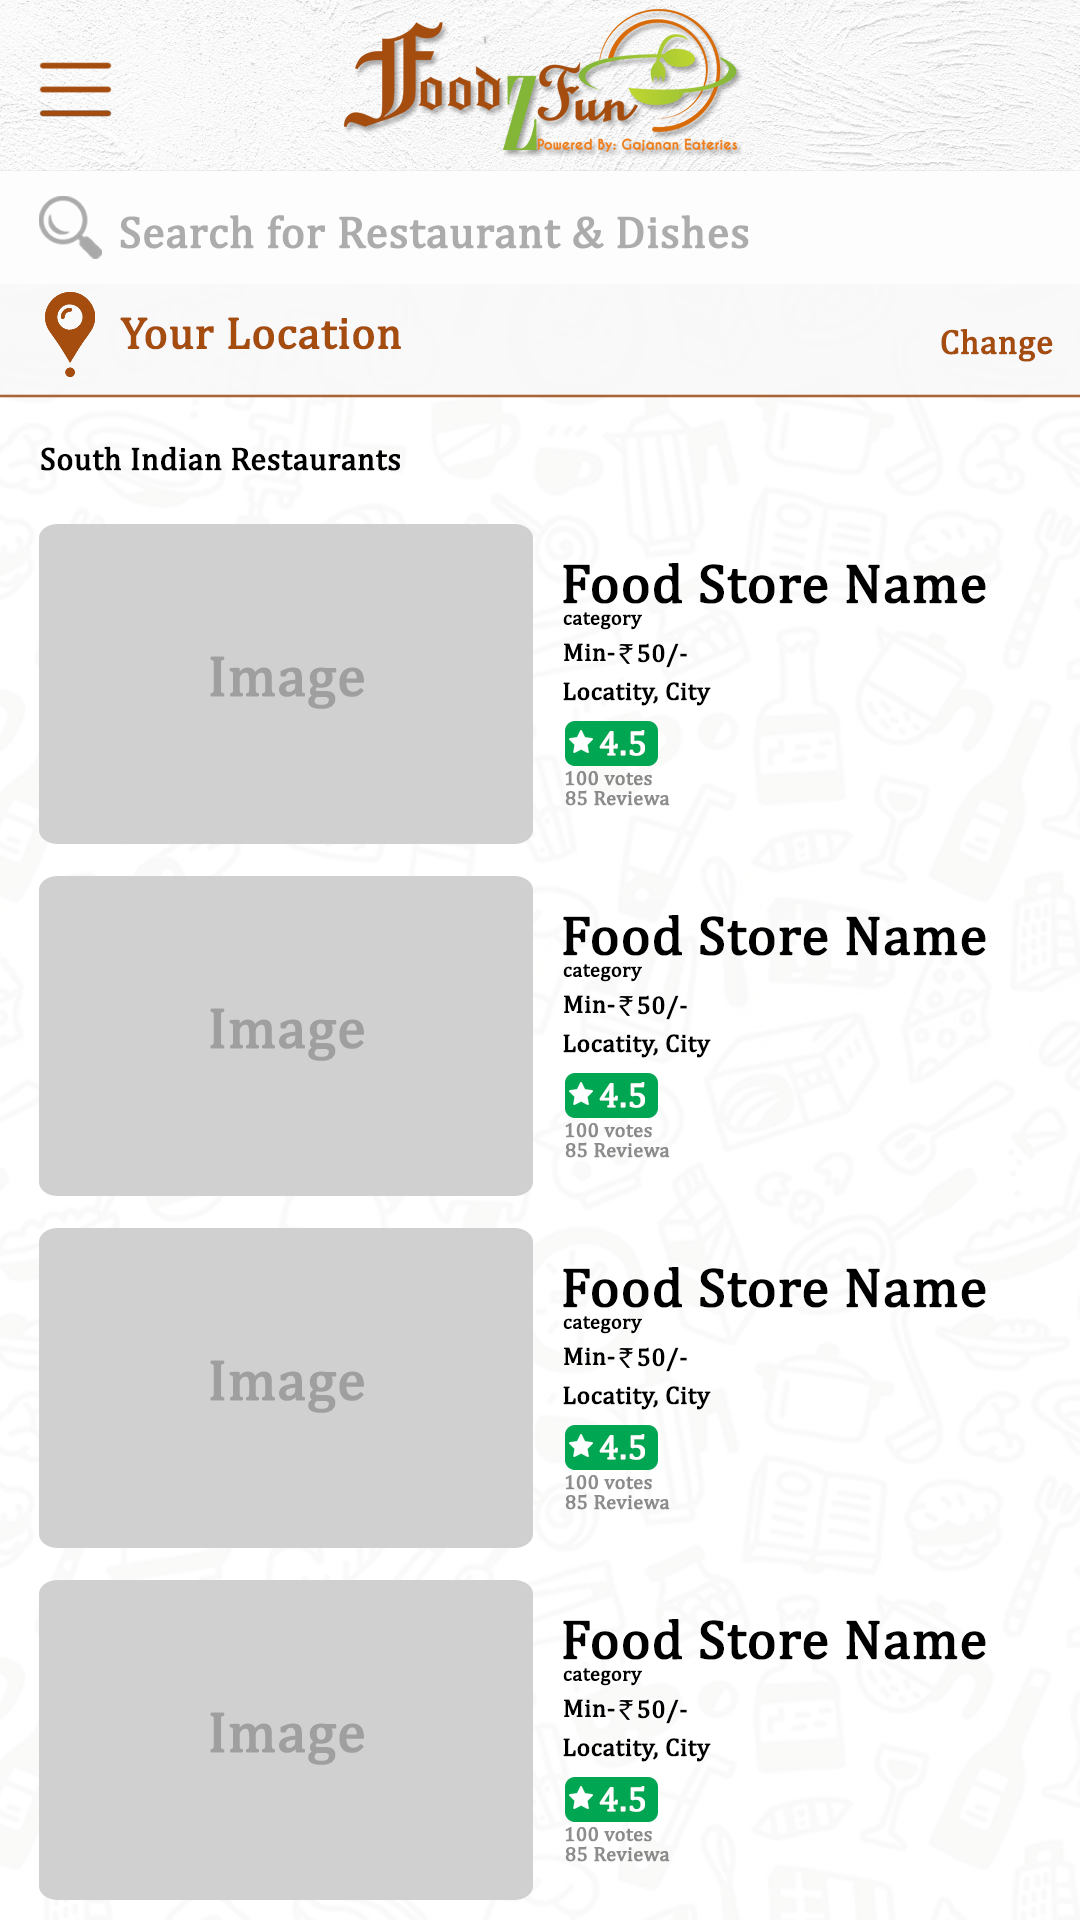 Food Z Fun
Powered By: Gajanan Eateries
Search for Restaurant & Dishes
Your Location
Change
South Indian Restaurants
Image
Food Store Name
category
Min-₹50/-
Locatity, City
4.5
100 votes
85 Reviewa
Image
Food Store Name
category
Min-₹50/-
Locatity, City
4.5
100 votes
85 Reviewa
Image
Food Store Name
category
Min-₹50/-
Locatity, City
4.5
100 votes
85 Reviewa
Image
Food Store Name
category
Min-₹50/-
Locatity, City
4.5
100 votes
85 Reviewa